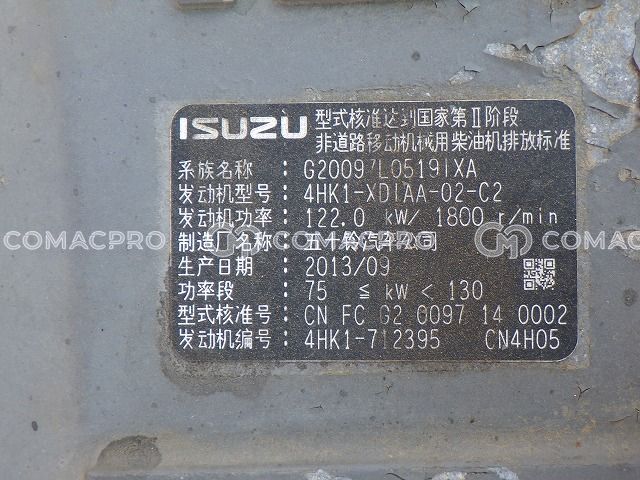 ISUZU
型式核准达到国家第Ⅱ阶段
非道路移动机械用柴油机排放标准
系族名称 : G20097L0519IXA
发动机型号 : 4HK1-XDIAA-02-C2
发动机功率 : 122.0 kW/ 1800 r/min
制造厂名称 : 五十铃汽车公司
生产日期 : 2013/09
功率段 : 75 ≤ kW < 130
型式核准号 : CN FC G2 0097 14 0002
发动机编号 : 4HK1-712395 CN4H05
COMACPRO COMACPRO COMACPRO